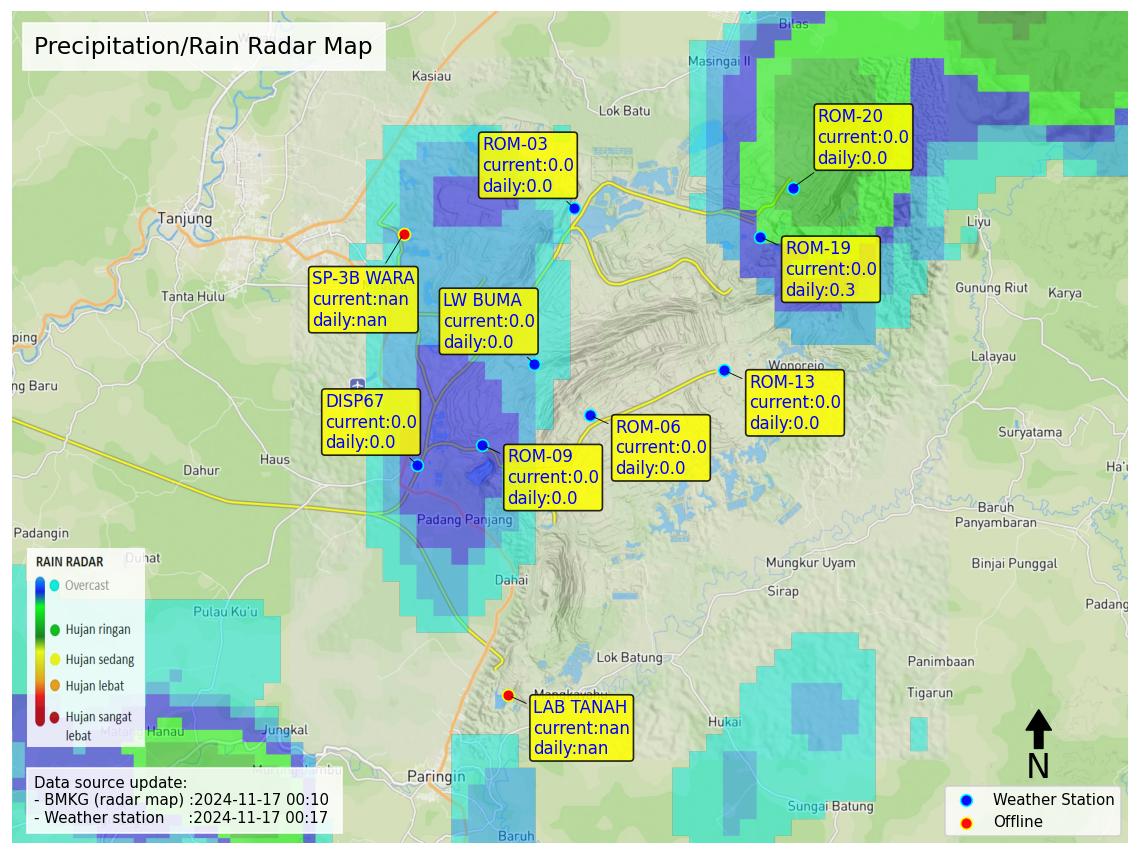 Precipitation/Rain Radar Map
Bilas
Masingai II
Kasiau
Lok Batu
ROM-20
current:0.0
daily:0.0
ROM-03
current:0.0
daily:0.0
Tanjung
Liyu
ROM-19
current:0.0
daily:0.3
SP-3B WARA
current:nan
daily:nan
Tanta Hulu
LW BUMA
current:0.0
daily:0.0
Gunung Riut
Karya
ping
Lalayau
Wonorejo
ng Baru
ROM-13
current:0.0
daily:0.0
DISP67
current:0.0
daily:0.0
ROM-06
current:0.0
daily:0.0
Suryatama
Haus
Dahur
ROM-09
current:0.0
daily:0.0
Ha'u
Baruh
Panyambaran
Padang Panjang
Padangin
Duhat
Mungkur Uyam
Binjai Punggal
Dahai
Sirap
Padang
Pulau Ku'u
RAIN RADAR
Overcast
Hujan ringan
Hujan sedang
Hujan lebat
Hujan sangat
lebat
Lok Batung
Panimbaan
Tigarun
Mangkayahu
LAB TANAH
current:nan
daily:nan
Hukai
Matang Hanau
Jungkal
Murung Jambu
Paringin
Data source update:
- BMKG (radar map) :2024-11-17 00:10
- Weather station :2024-11-17 00:17
Sungai Batung
Baruh
N
Weather Station
Offline